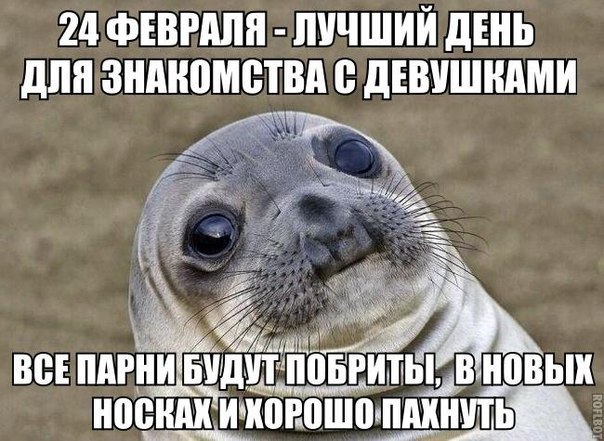 24 ФЕВРАЛЯ - ЛУЧШИЙ ДЕНЬ
ДЛЯ ЗНАКОМСТВА С ДЕВУШКАМИ
ВСЕ ПАРНИ БУДУТ ПОБРИТЫ, В НОВЫХ
НОСКАХ И ХОРОШО ПАХНУТЬ